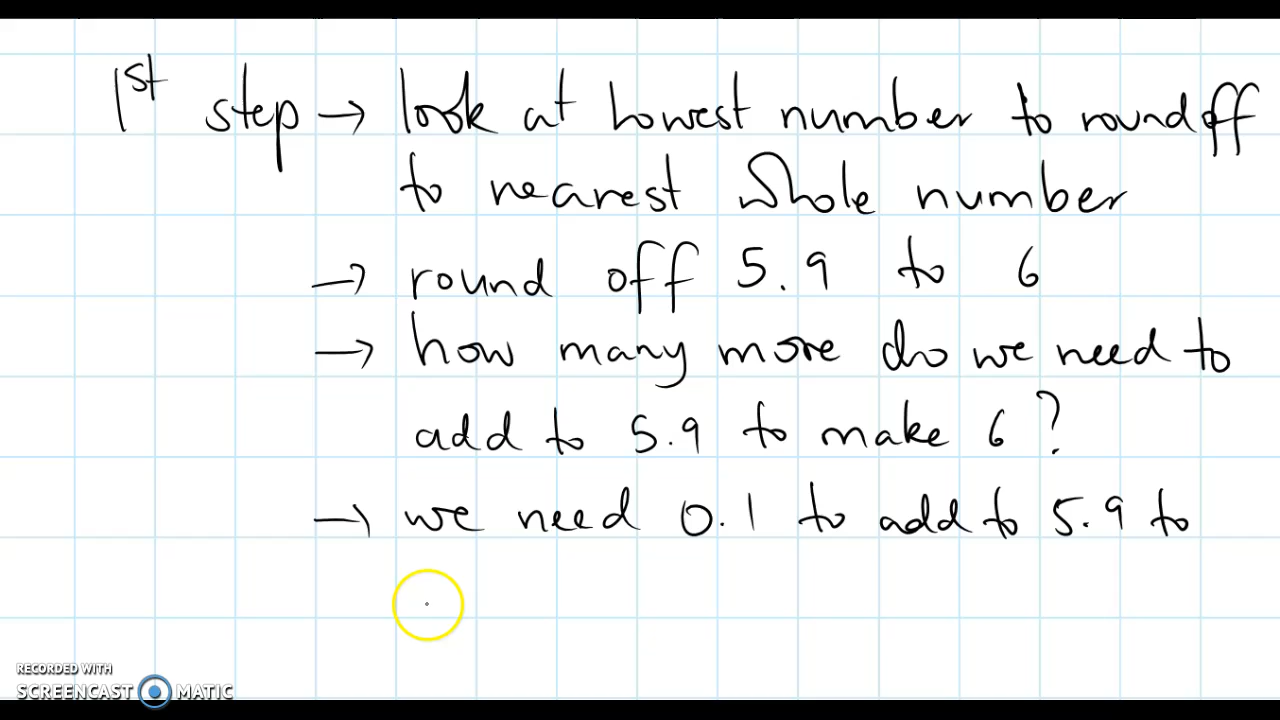 1st step → look at lowest number to round off
to nearest whole number
→ round off 5.9 to 6
→ how many more do we need to
add to 5.9 to make 6?
→ we need 0.1 to add to 5.9 to
RECORDED WITH
SCREENCAST MATIC